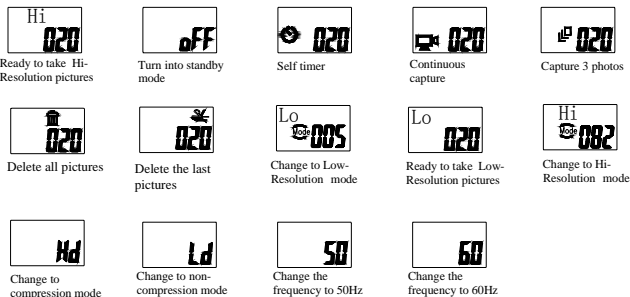 Hi
020
Ready to take Hi-
Resolution pictures
oFF
Turn into standby
mode
020
Self timer
020
Continuous
capture
020
Capture 3 photos
020
Delete all pictures
020
Delete the last
pictures
Lo
Mode 005
Change to Low-
Resolution mode
Lo
020
Ready to take Low-
Resolution pictures
Hi
Mode 082
Change to Hi-
Resolution mode
Hd
Change to
compression mode
Ld
Change to non-
compression mode
50
Change the
frequency to 50Hz
60
Change the
frequency to 60Hz